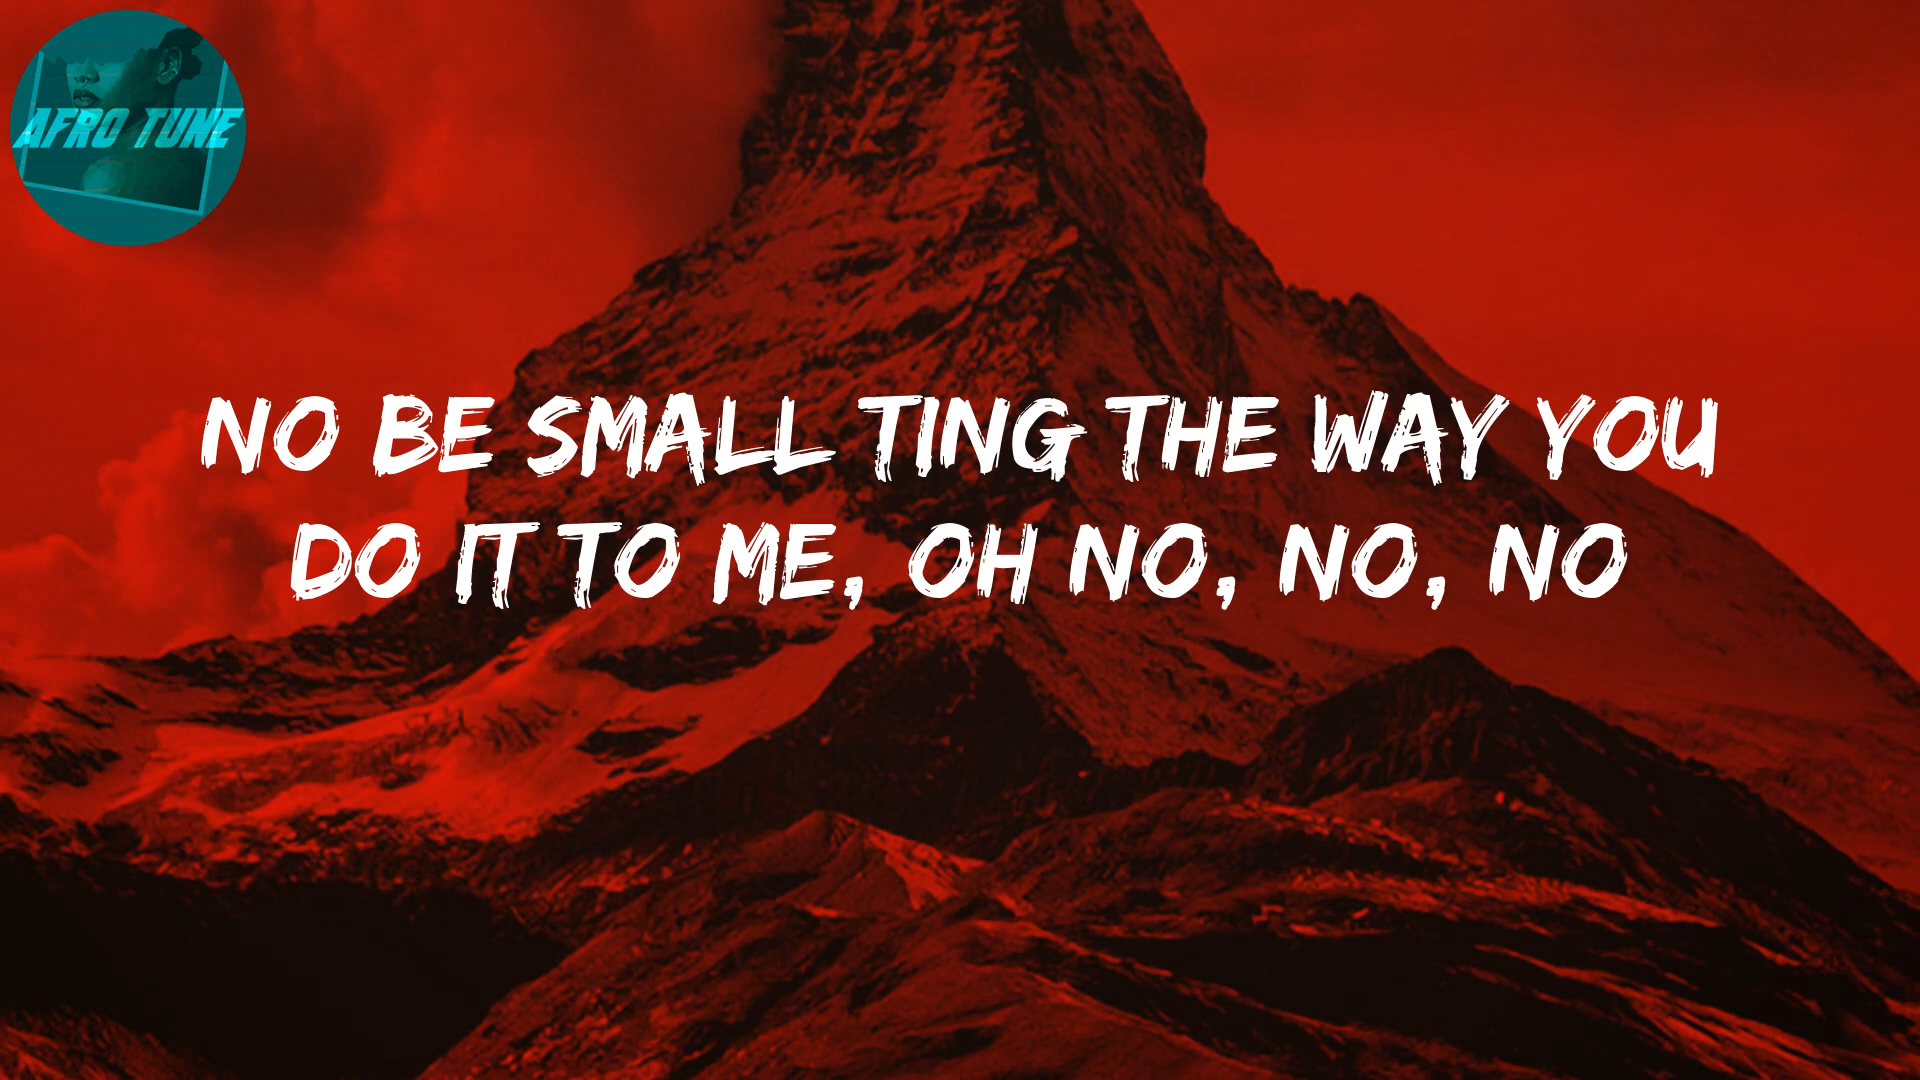 AFRO TUNE
NO BE SMALL TING THE WAY YOU
DO IT TO ME, OH NO, NO, NO